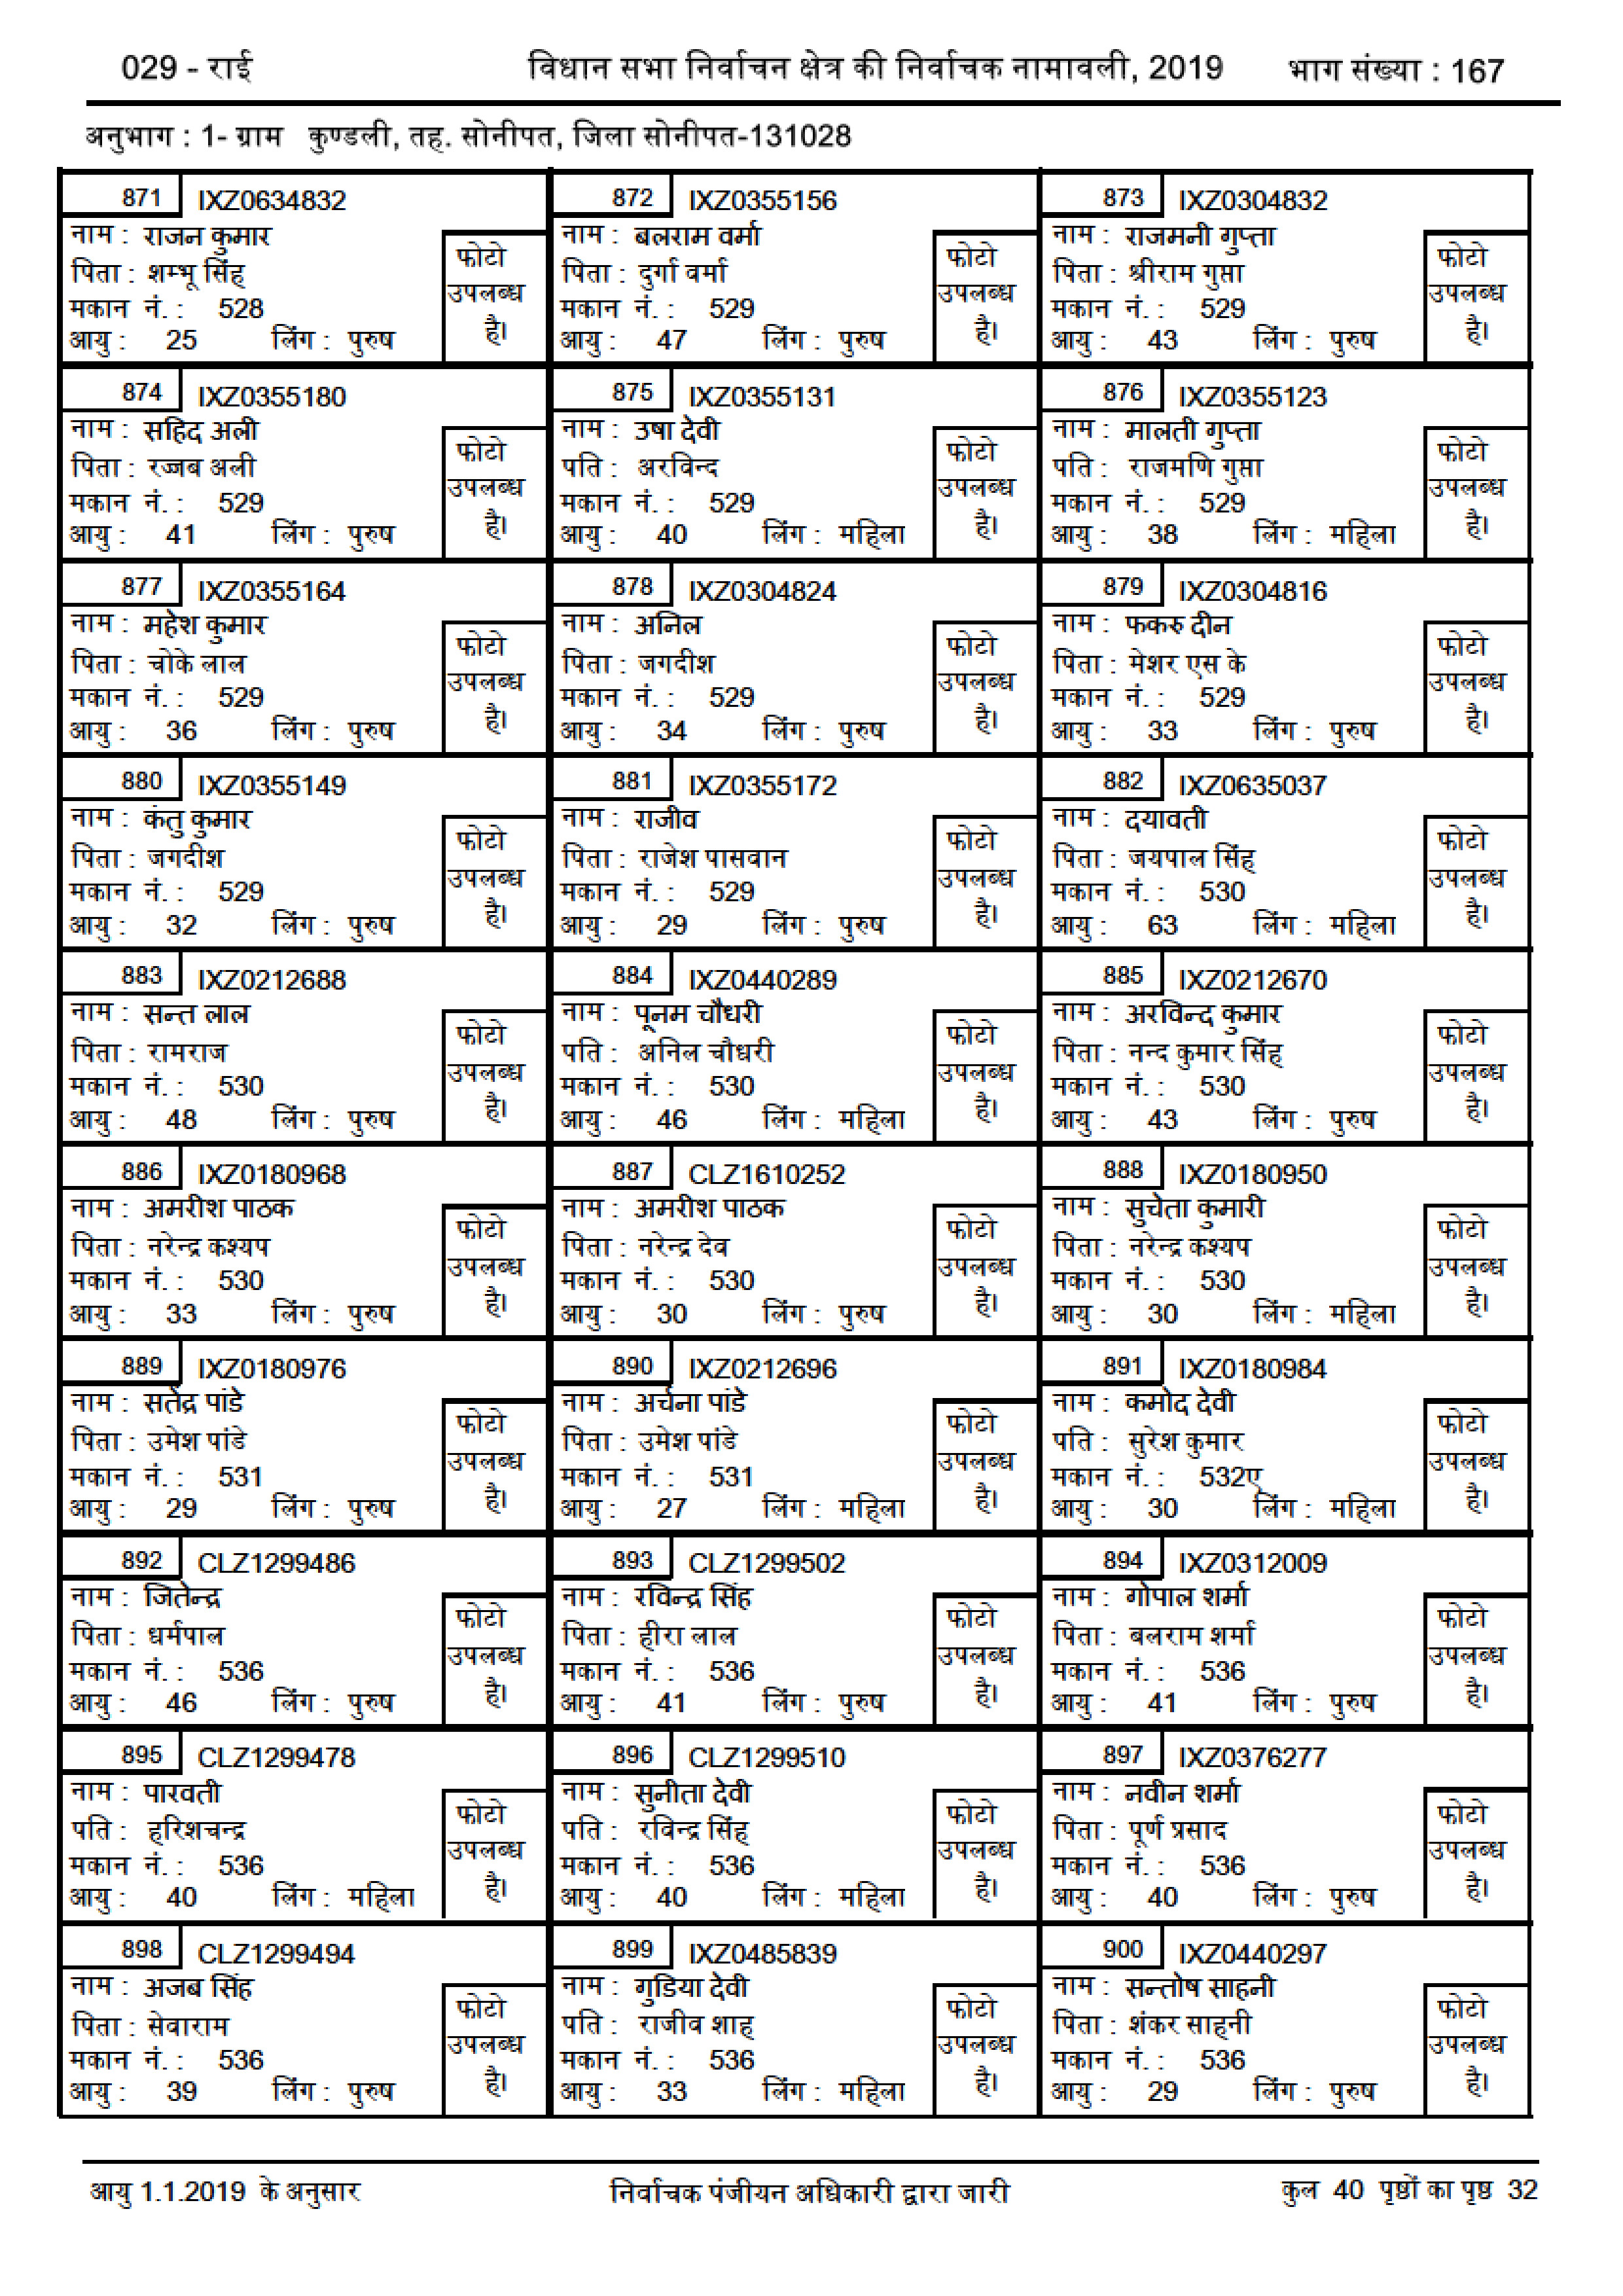 029 - राई विधान सभा निर्वाचन क्षेत्र की निर्वाचक नामावली, 2019 भाग संख्या : 167
अनुभाग : 1- ग्राम कुण्डली, तह. सोनीपत, जिला सोनीपत-131028
871 IXZ0634832
नाम : राजन कुमार
पिता : शम्भू सिंह
मकान नं. : 528
आयु : 25 लिंग : पुरुष
फोटो
उपलब्ध
है।
872 IXZ0355156
नाम : बलराम वर्मा
पिता : दुर्गा वर्मा
मकान नं. : 529
आयु : 47 लिंग : पुरुष
फोटो
उपलब्ध
है।
873 IXZ0304832
नाम : राजमनी गुप्ता
पिता : श्रीराम गुप्ता
मकान नं. : 529
आयु : 43 लिंग : पुरुष
फोटो
उपलब्ध
है।
874 IXZ0355180
नाम : सहिद अली
पिता : रज्जब अली
मकान नं. : 529
आयु : 41 लिंग : पुरुष
फोटो
उपलब्ध
है।
875 IXZ0355131
नाम : उषा देवी
पति : अरविन्द
मकान नं. : 529
आयु : 40 लिंग : महिला
फोटो
उपलब्ध
है।
876 IXZ0355123
नाम : मालती गुप्ता
पति : राजमणि गुप्ता
मकान नं. : 529
आयु : 38 लिंग : महिला
फोटो
उपलब्ध
है।
877 IXZ0355164
नाम : महेश कुमार
पिता : चोके लाल
मकान नं. : 529
आयु : 36 लिंग : पुरुष
फोटो
उपलब्ध
है।
878 IXZ0304824
नाम : अनिल
पिता : जगदीश
मकान नं. : 529
आयु : 34 लिंग : पुरुष
फोटो
उपलब्ध
है।
879 IXZ0304816
नाम : फकरु दीन
पिता : मेशर एस के
मकान नं. : 529
आयु : 33 लिंग : पुरुष
फोटो
उपलब्ध
है।
880 IXZ0355149
नाम : कंतु कुमार
पिता : जगदीश
मकान नं. : 529
आयु : 32 लिंग : पुरुष
फोटो
उपलब्ध
है।
881 IXZ0355172
नाम : राजीव
पिता : राजेश पासवान
मकान नं. : 529
आयु : 29 लिंग : पुरुष
फोटो
उपलब्ध
है।
882 IXZ0635037
नाम : दयावती
पिता : जयपाल सिंह
मकान नं. : 530
आयु : 63 लिंग : महिला
फोटो
उपलब्ध
है।
883 IXZ0212688
नाम : सन्त लाल
पिता : रामराज
मकान नं. : 530
आयु : 48 लिंग : पुरुष
फोटो
उपलब्ध
है।
884 IXZ0440289
नाम : पूनम चौधरी
पति : अनिल चौधरी
मकान नं. : 530
आयु : 46 लिंग : महिला
फोटो
उपलब्ध
है।
885 IXZ0212670
नाम : अरविन्द कुमार
पिता : नन्द कुमार सिंह
मकान नं. : 530
आयु : 43 लिंग : पुरुष
फोटो
उपलब्ध
है।
886 IXZ0180968
नाम : अमरीश पाठक
पिता : नरेन्द्र कश्यप
मकान नं. : 530
आयु : 33 लिंग : पुरुष
फोटो
उपलब्ध
है।
887 CLZ1610252
नाम : अमरीश पाठक
पिता : नरेन्द्र देव
मकान नं. : 530
आयु : 30 लिंग : पुरुष
फोटो
उपलब्ध
है।
888 IXZ0180950
नाम : सुचेता कुमारी
पिता : नरेन्द्र कश्यप
मकान नं. : 530
आयु : 30 लिंग : महिला
फोटो
उपलब्ध
है।
889 IXZ0180976
नाम : सतेंद्र पांडे
पिता : उमेश पांडे
मकान नं. : 531
आयु : 29 लिंग : पुरुष
फोटो
उपलब्ध
है।
890 IXZ0212696
नाम : अर्चना पांडे
पिता : उमेश पांडे
मकान नं. : 531
आयु : 27 लिंग : महिला
फोटो
उपलब्ध
है।
891 IXZ0180984
नाम : कमोद देवी
पति : सुरेश कुमार
मकान नं. : 532ए
आयु : 30 लिंग : महिला
फोटो
उपलब्ध
है।
892 CLZ1299486
नाम : जितेन्द्र
पिता : धर्मपाल
मकान नं. : 536
आयु : 46 लिंग : पुरुष
फोटो
उपलब्ध
है।
893 CLZ1299502
नाम : रविन्द्र सिंह
पिता : हीरा लाल
मकान नं. : 536
आयु : 41 लिंग : पुरुष
फोटो
उपलब्ध
है।
894 IXZ0312009
नाम : गोपाल शर्मा
पिता : बलराम शर्मा
मकान नं. : 536
आयु : 41 लिंग : पुरुष
फोटो
उपलब्ध
है।
895 CLZ1299478
नाम : पारवती
पति : हरिशचन्द्र
मकान नं. : 536
आयु : 40 लिंग : महिला
फोटो
उपलब्ध
है।
896 CLZ1299510
नाम : सुनीता देवी
पति : रविन्द्र सिंह
मकान नं. : 536
आयु : 40 लिंग : महिला
फोटो
उपलब्ध
है।
897 IXZ0376277
नाम : नवीन शर्मा
पिता : पूर्ण प्रसाद
मकान नं. : 536
आयु : 40 लिंग : पुरुष
फोटो
उपलब्ध
है।
898 CLZ1299494
नाम : अजब सिंह
पिता : सेवाराम
मकान नं. : 536
आयु : 39 लिंग : पुरुष
फोटो
उपलब्ध
है।
899 IXZ0485839
नाम : गुडिया देवी
पति : राजीव शाह
मकान नं. : 536
आयु : 33 लिंग : महिला
फोटो
उपलब्ध
है।
900 IXZ0440297
नाम : सन्तोष साहनी
पिता : शंकर साहनी
मकान नं. : 536
आयु : 29 लिंग : पुरुष
फोटो
उपलब्ध
है।
आयु 1.1.2019 के अनुसार निर्वाचक पंजीयन अधिकारी द्वारा जारी कुल 40 पृष्ठों का पृष्ठ 32